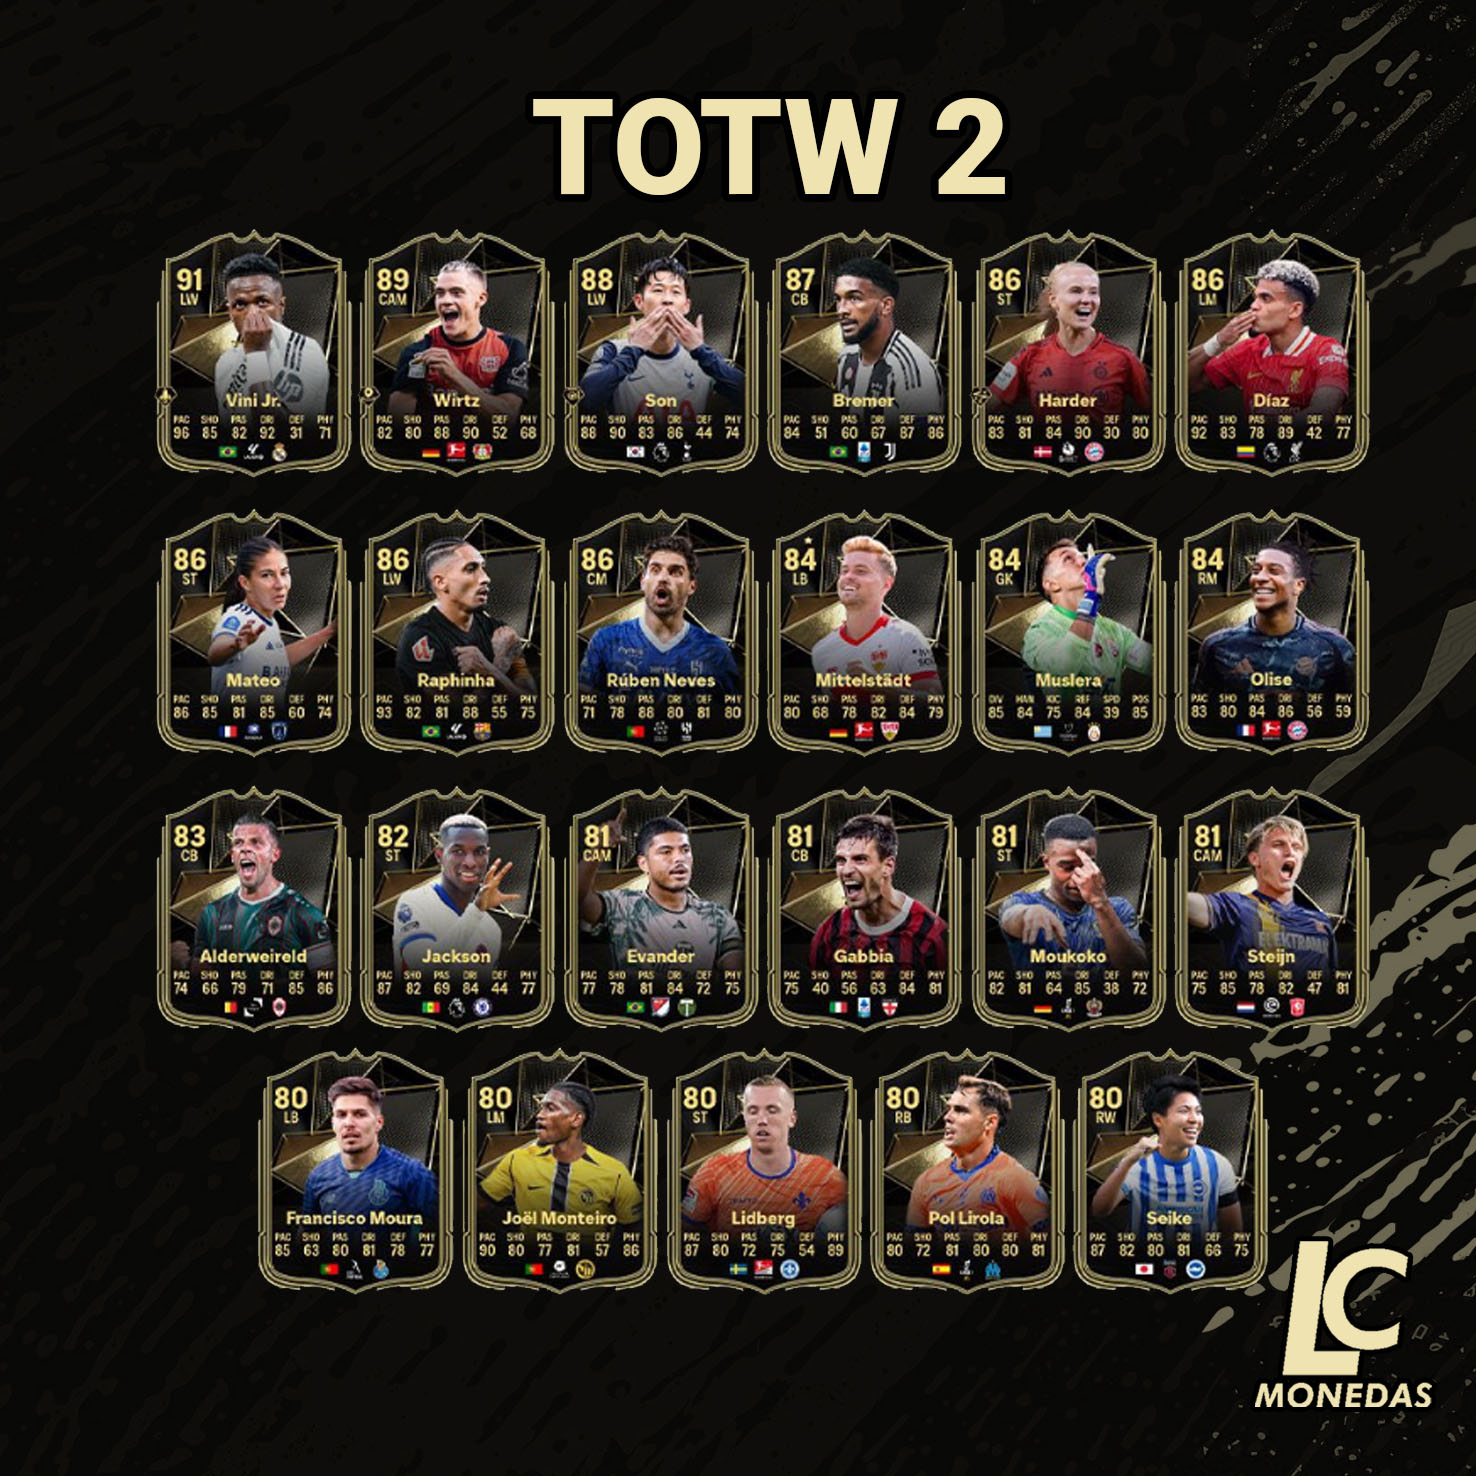 TOTW 2
91 89 88 87 86 86
LW CAM LW CB ST LM
Vini Jr. Wirtz Son Bremer Harder Díaz
PAC SHO PAS DRI DEF PHY PAC SHO PAS DRI DEF PHY PAC SHO PAS DRI DEF PHY PAC SHO PAS DRI DEF PHY PAC SHO PAS DRI DEF PHY PAC SHO PAS DRI DEF PHY
96 85 82 92 31 71 82 80 88 90 52 68 88 90 83 86 44 74 84 51 60 67 87 86 83 81 84 90 30 80 92 83 78 89 42 77
86 86 86 84 84 84
ST LW CM LB GK RM
Mateo Raphinha Rúben Neves Mittelstädt Muslera Olise
PAC SHO PAS DRI DEF PHY PAC SHO PAS DRI DEF PHY PAC SHO PAS DRI DEF PHY PAC SHO PAS DRI DEF PHY DIV HAN KIC REF SPD POS PAC SHO PAS DRI DEF PHY
86 85 81 85 60 74 93 82 81 88 55 75 71 78 88 80 81 80 80 68 78 82 84 79 85 84 75 84 39 85 83 80 84 86 56 59
83 82 81 81 81 81
CB ST CAM CB ST CAM
Alderweireld Jackson Evander Gabbia Moukoko Steijn
PAC SHO PAS DRI DEF PHY PAC SHO PAS DRI DEF PHY PAC SHO PAS DRI DEF PHY PAC SHO PAS DRI DEF PHY PAC SHO PAS DRI DEF PHY PAC SHO PAS DRI DEF PHY
74 66 79 71 85 86 87 82 69 84 44 77 77 78 81 84 72 75 75 40 56 63 84 81 82 81 64 85 38 72 75 85 78 82 47 81
80 80 80 80 80
LB LM ST RB RW
Francisco Moura Joël Monteiro Lidberg Pol Lirola Seike
PAC SHO PAS DRI DEF PHY PAC SHO PAS DRI DEF PHY PAC SHO PAS DRI DEF PHY PAC SHO PAS DRI DEF PHY PAC SHO PAS DRI DEF PHY
85 63 80 81 78 77 90 80 77 81 57 86 87 80 72 75 54 89 80 72 81 80 80 81 87 82 80 81 66 75
LC
MONEDAS